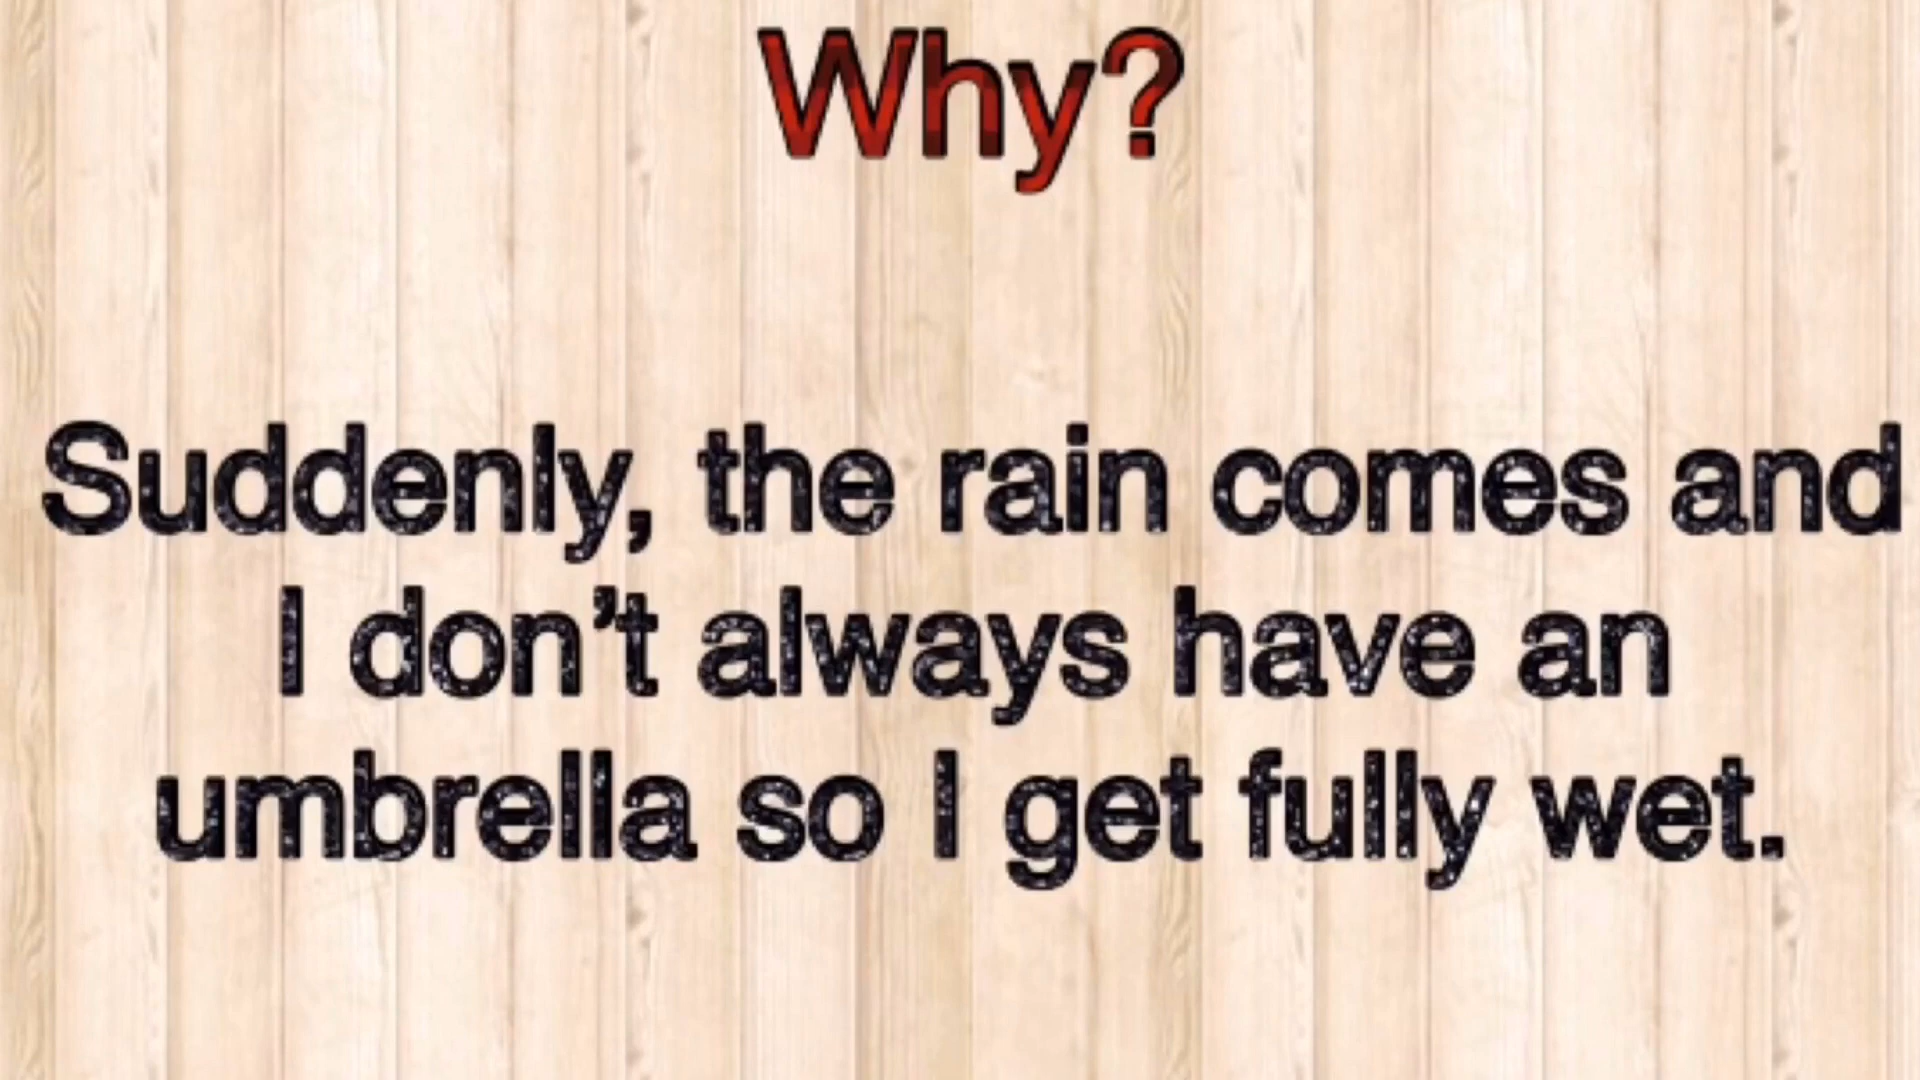 Why?
Suddenly, the rain comes and
I don't always have an
umbrella so I get fully wet.